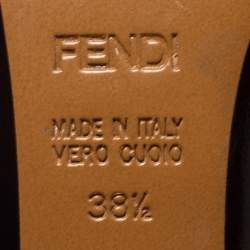 FENDI
MADE IN ITALY
VERO CUOIO
38½